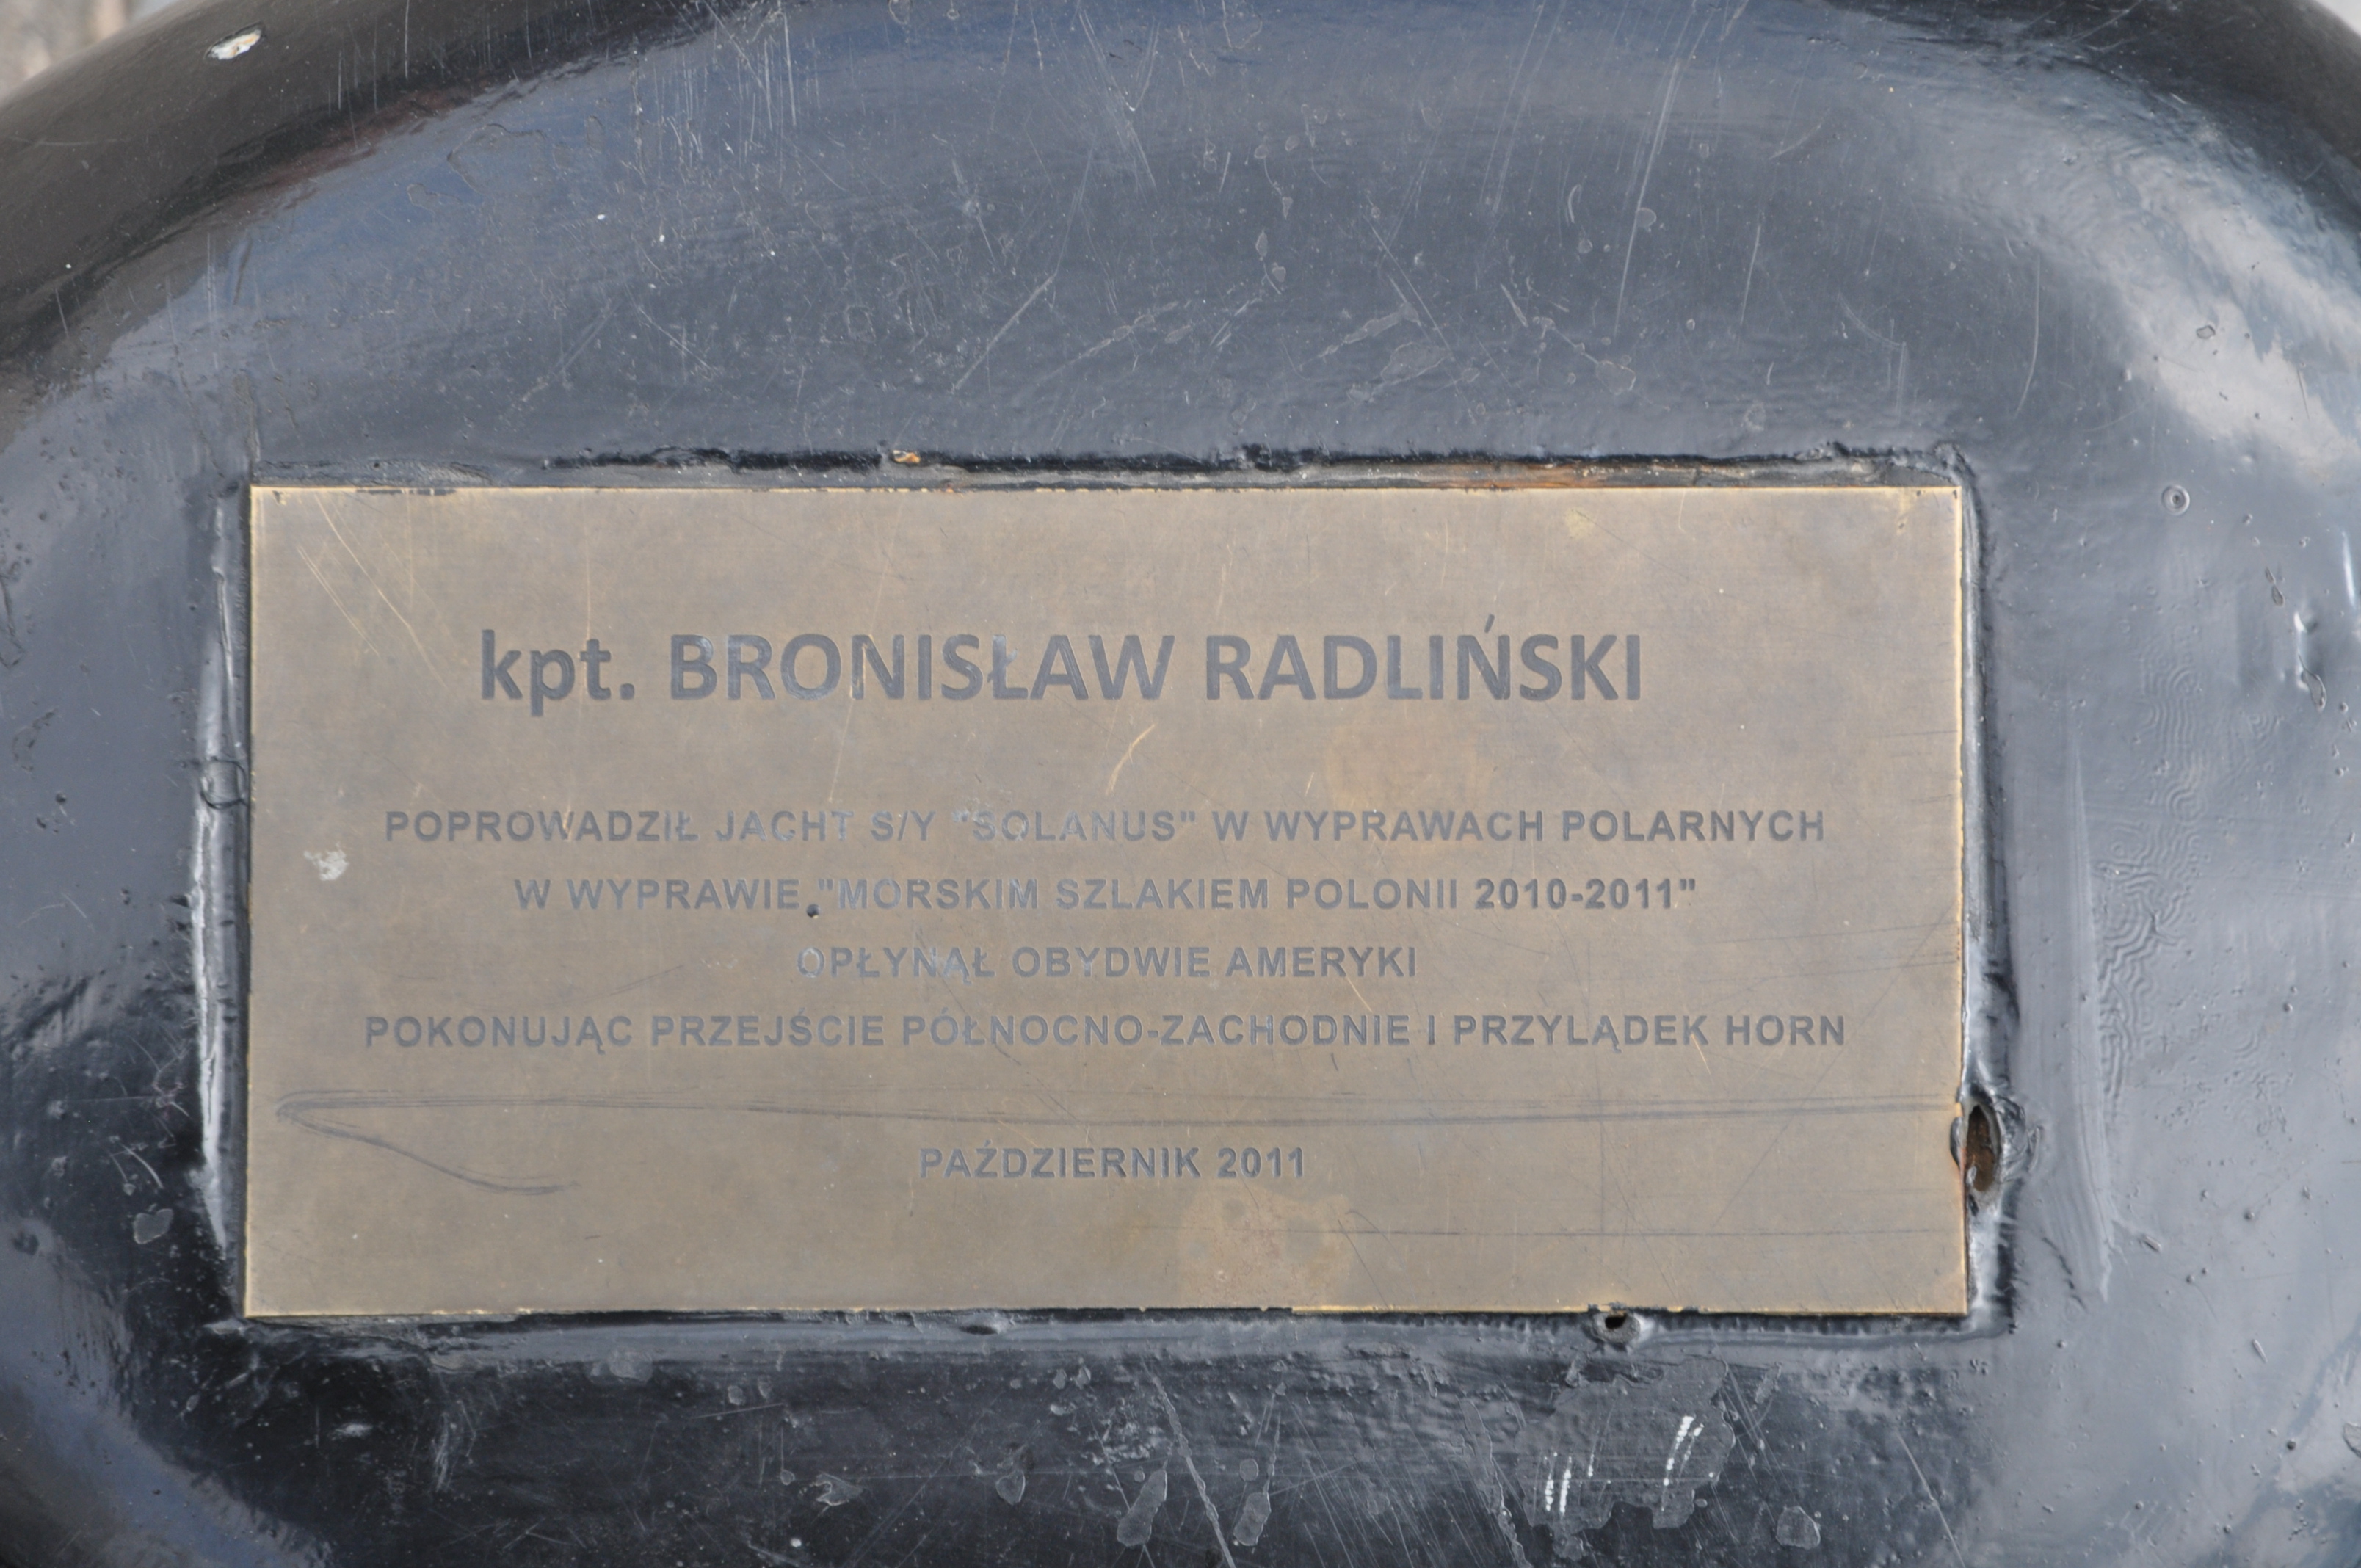 kpt. BRONISŁAW RADLIŃSKI
POPROWADZIŁ JACHT S/Y "SOLANUS" W WYPRAWACH POLARNYCH
W WYPRAWIE "MORSKIM SZLAKIEM POLONII 2010-2011"
OPŁYNĄŁ OBYDWIE AMERYKI
POKONUJĄC PRZEJŚCIE PÓŁNOCNO-ZACHODNIE I PRZYLĄDEK HORN
PAŹDZIERNIK 2011